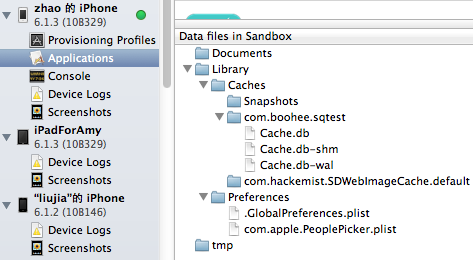 zhao 的 iPhone
6.1.3 (10B329)
Provisioning Profiles
Applications
Console
Device Logs
Screenshots
iPadForAmy
6.1.3 (10B329)
Device Logs
Screenshots
“liujia”的 iPhone
6.1.2 (10B146)
Device Logs
Screenshots
Data files in Sandbox
Documents
Library
Caches
Snapshots
com.boohee.sqtest
Cache.db
Cache.db-shm
Cache.db-wal
com.hackemist.SDWebImageCache.default
Preferences
.GlobalPreferences.plist
com.apple.PeoplePicker.plist
tmp